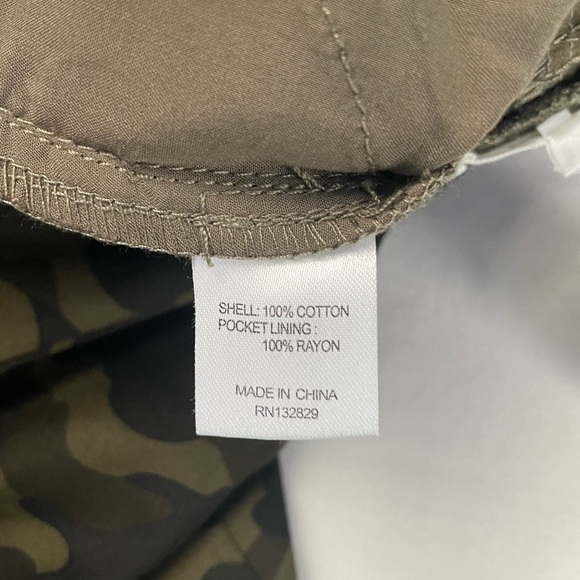 SHELL: 100% COTTON
POCKET LINING :
100% RAYON
MADE IN CHINA
RN132829